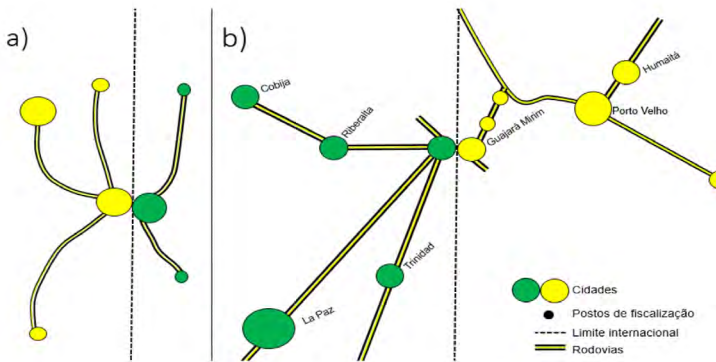 a)
b)
Cobija
Riberalta
Guajará Mirim
Humaitá
Porto Velho
Trinidad
La Paz
Cidades
Postos de fiscalização
Limite internacional
Rodovias